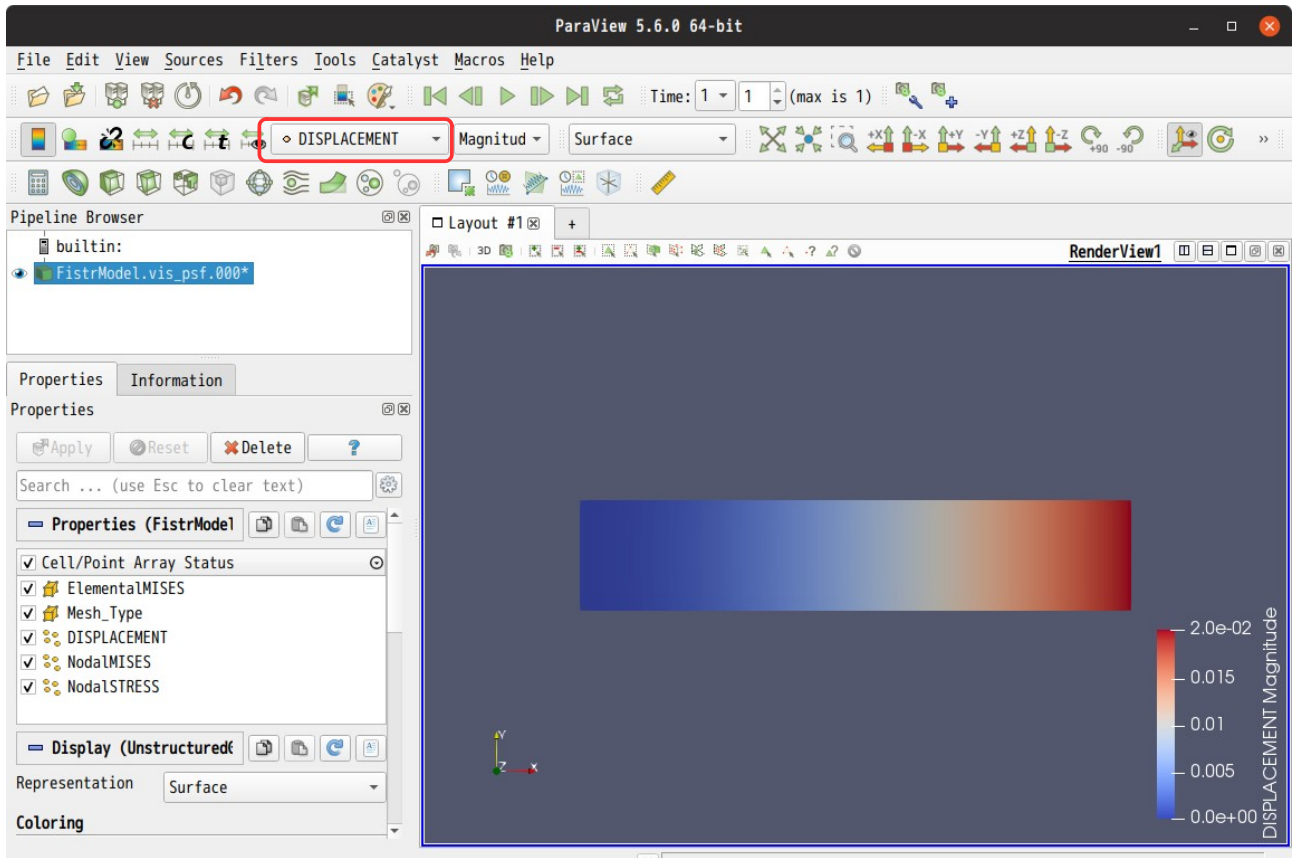 ParaView 5.6.0 64-bit
File Edit View Sources Filters Tools Catalyst Macros Help
Time: 1 1 (max is 1)
DISPLACEMENT Magnitud Surface +X -X +Y -Y +Z -Z +90 -90 »
Pipeline Browser
Layout #1 +
builtin:
3D RenderView1
FistrModel.vis_psf.000*
Properties Information
Properties
Apply Reset Delete ?
Search ... (use Esc to clear text)
Properties (FistrModel
Cell/Point Array Status
ElementalMISES
Mesh_Type
DISPLACEMENT
NodalMISES
NodalSTRESS
Display (Unstructured
Representation Surface
Coloring
Y
Z X
2.0e-02
0.015
0.01
0.005
0.0e+00
DISPLACEMENT Magnitude